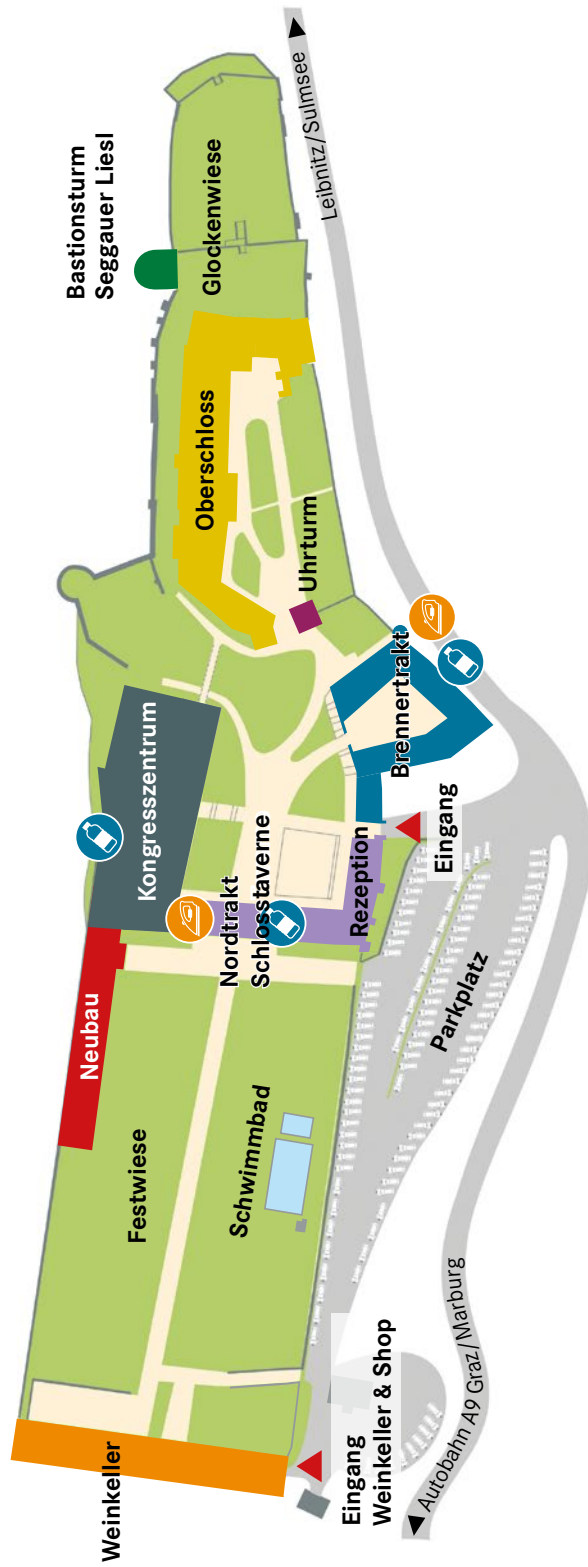 Weinkeller
Eingang
Weinkeller & Shop
Autobahn A9 Graz/Marburg
Festwiese
Schwimmbad
Neubau
Parkplatz
Nordtrakt
Schlosstaverne
Rezeption
Kongresszentrum
Eingang
Brennertrakt
Uhrturm
Oberschloss
Bastionsturm
Seggauer Liesl
Glockenwiese
Leibnitz/Sulmsee